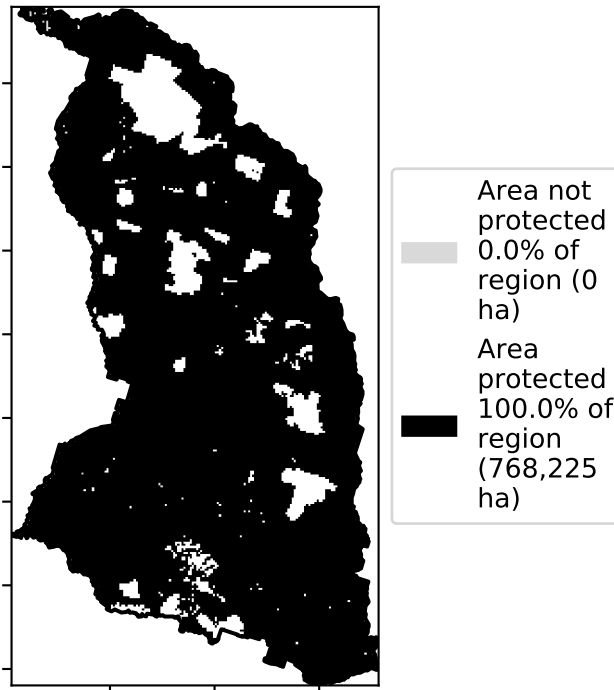 Area not
protected
0.0% of
region (0
ha)
Area
protected
100.0% of
region
(768,225
ha)